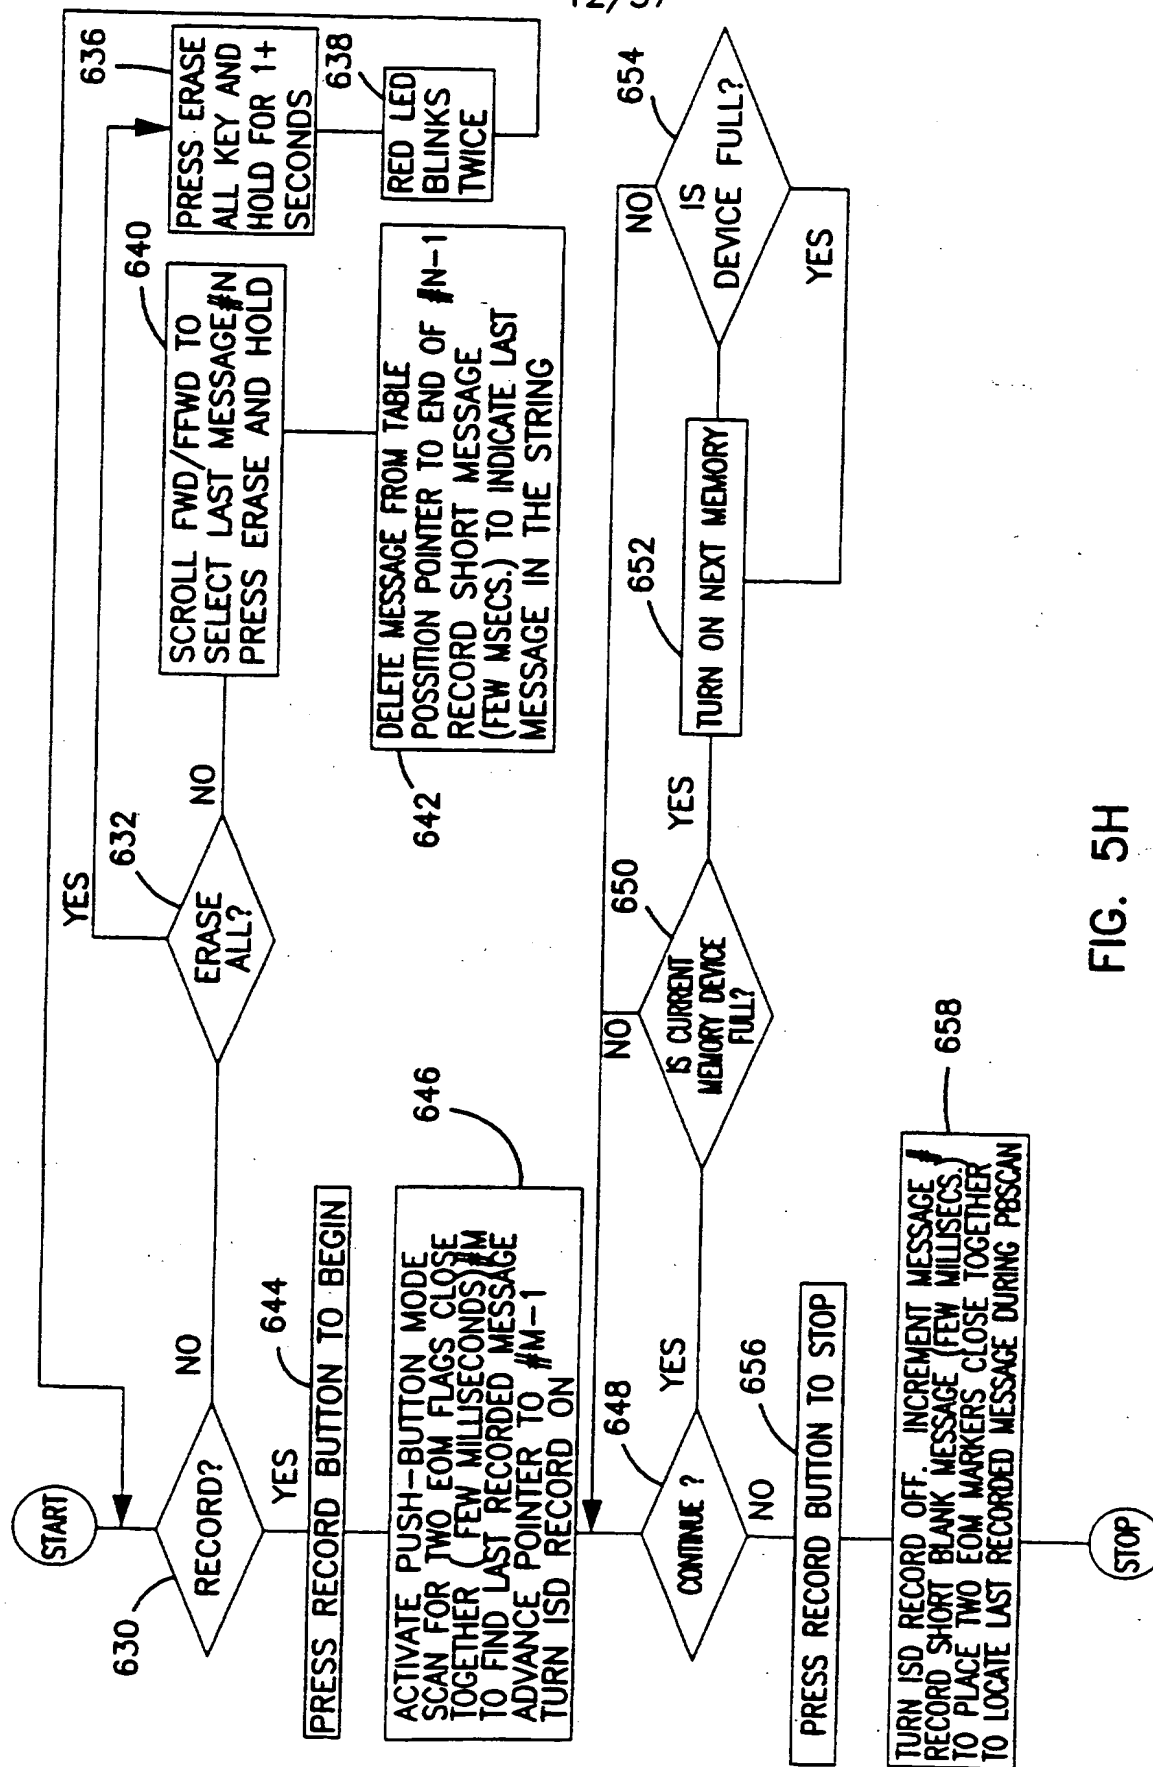 12/37
START
630
RECORD?
NO
YES
632
ERASE
ALL?
YES
NO
636
PRESS ERASE
ALL KEY AND
HOLD FOR 1+
SECONDS
638
RED LED
BLINKS
TWICE
640
SCROLL FWD/FFWD TO
SELECT LAST MESSAGE#N
PRESS ERASE AND HOLD
642
DELETE MESSAGE FROM TABLE
POSSITION POINTER TO END OF #N-1
RECORD SHORT MESSAGE
(FEW MSECS.) TO INDICATE LAST
MESSAGE IN THE STRING
644
PRESS RECORD BUTTON TO BEGIN
646
ACTIVATE PUSH-BUTTON MODE
SCAN FOR TWO EOM FLAGS CLOSE
TOGETHER (FEW MILLISECONDS)#M
TO FIND LAST RECORDED MESSAGE
ADVANCE POINTER TO #M-1
TURN ISD RECORD ON
648
CONTINUE ?
YES
NO
650
IS CURRENT
MEMORY DEVICE
FULL?
NO
YES
652
TURN ON NEXT MEMORY
654
IS
DEVICE FULL?
NO
YES
656
PRESS RECORD BUTTON TO STOP
658
TURN ISD RECORD OFF. INCREMENT MESSAGE #
RECORD SHORT BLANK MESSAGE (FEW MILLISECS.)
TO PLACE TWO EOM MARKERS CLOSE TOGETHER
TO LOCATE LAST RECORDED MESSAGE DURING PBSCAN
STOP
FIG. 5H